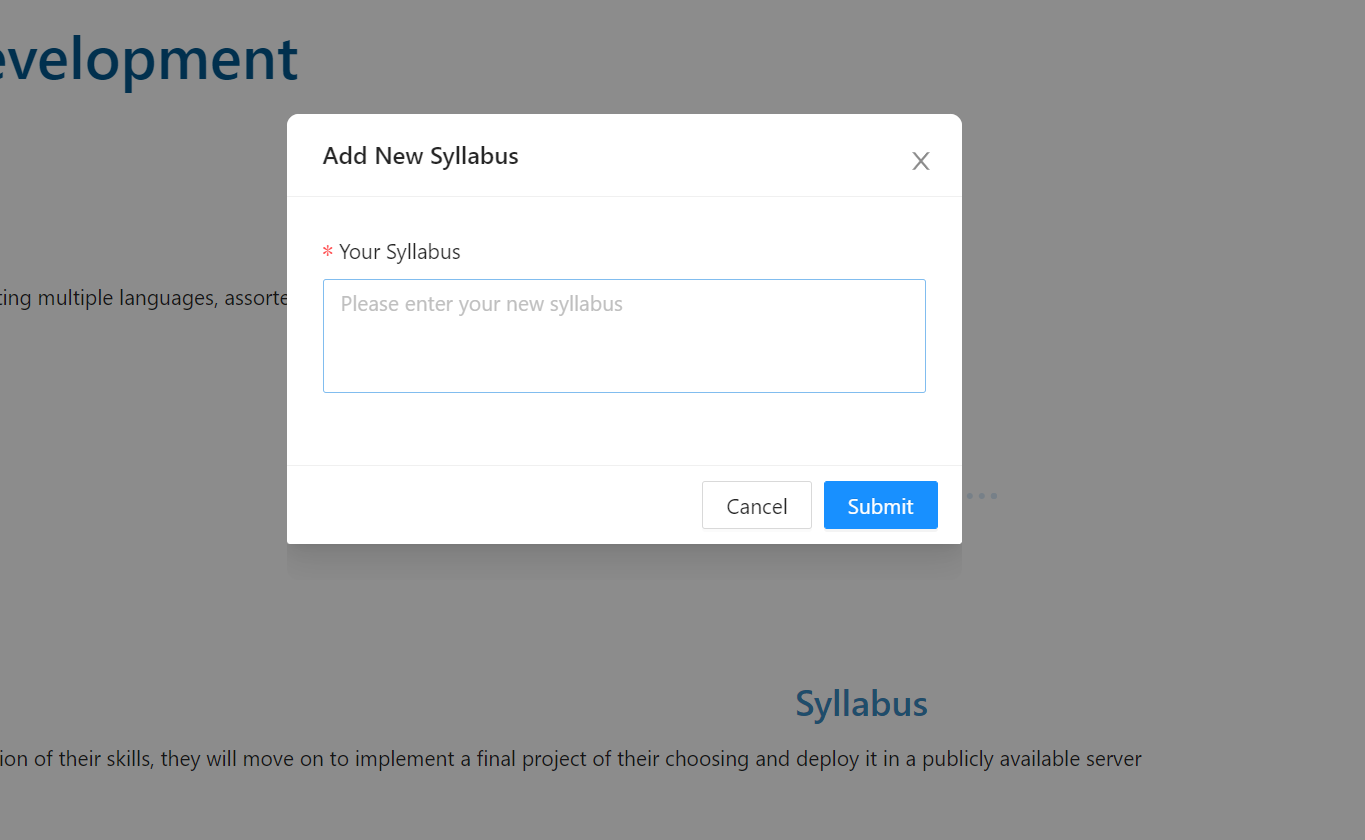 evelopment
Add New Syllabus
* Your Syllabus
ting multiple languages, assorte
Please enter your new syllabus
Cancel
Submit
Syllabus
ion of their skills, they will move on to implement a final project of their choosing and deploy it in a publicly available server